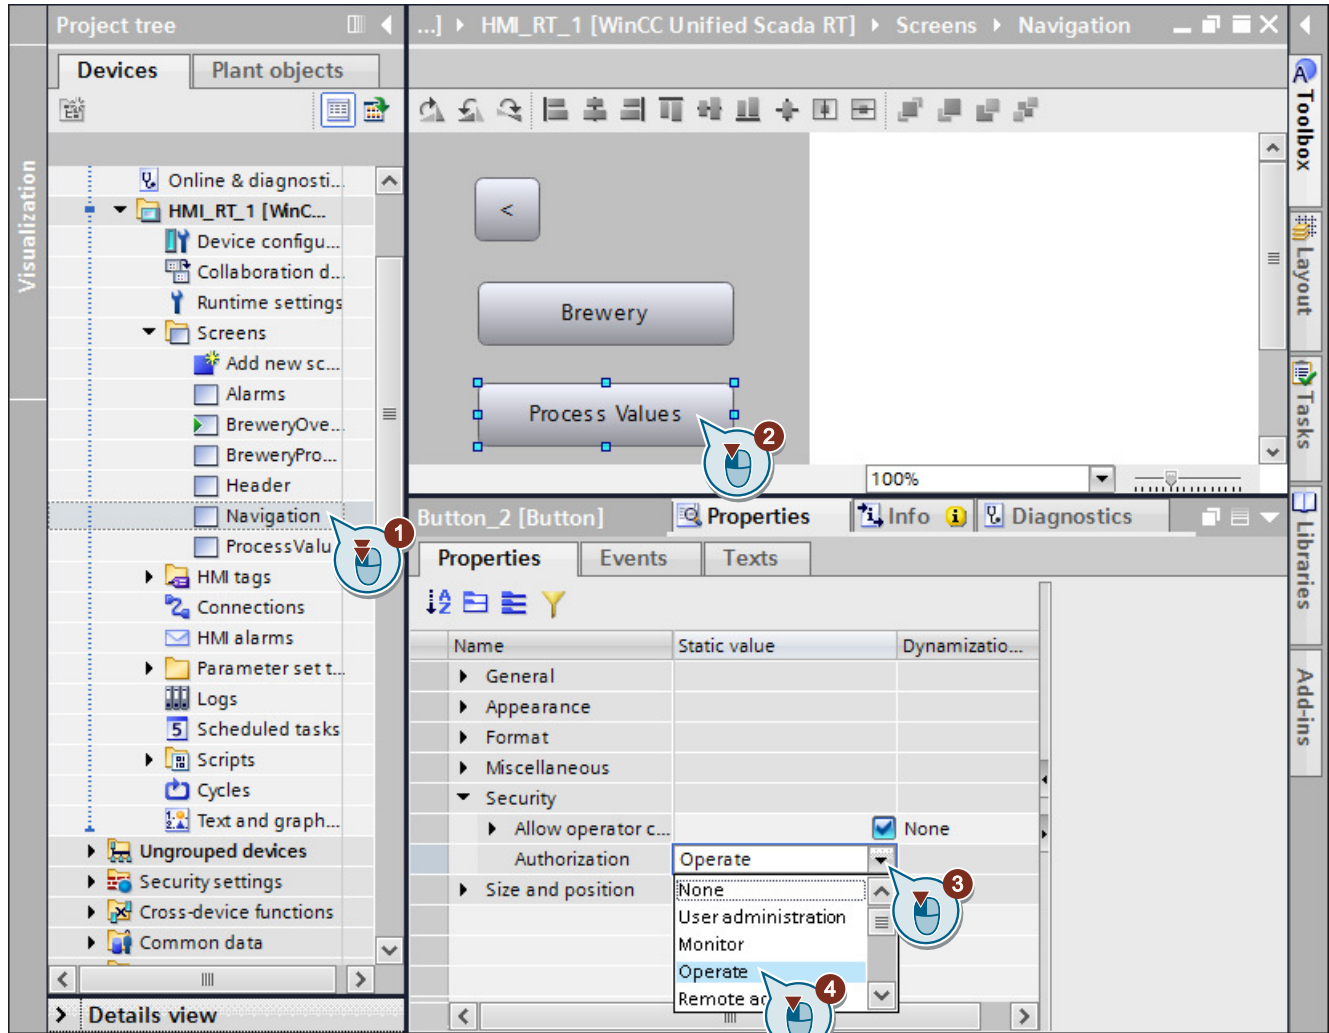 Project tree
...] HMI_RT_1 [WinCC Unified Scada RT] Screens Navigation
Devices
Plant objects
Visualization
Online & diagnosti...
HMI_RT_1 [WinC...
Device configu...
Collaboration d...
Runtime settings
Screens
Add new sc...
Alarms
BreweryOve...
BreweryPro...
Header
Navigation
ProcessValu
HMI tags
Connections
HMI alarms
Parameter set t...
Logs
Scheduled tasks
Scripts
Cycles
Text and graph...
Ungrouped devices
Security settings
Cross-device functions
Common data
Details view
<
Brewery
Process Values
1
2
100%
Button_2 [Button]
Properties
Info
Diagnostics
Properties
Events
Texts
Name
Static value
Dynamizatio...
General
Appearance
Format
Miscellaneous
Security
Allow operator c...
None
Authorization
Operate
Size and position
None
User administration
Monitor
Operate
Remote ac
3
4
Toolbox
Layout
Tasks
Libraries
Add-ins